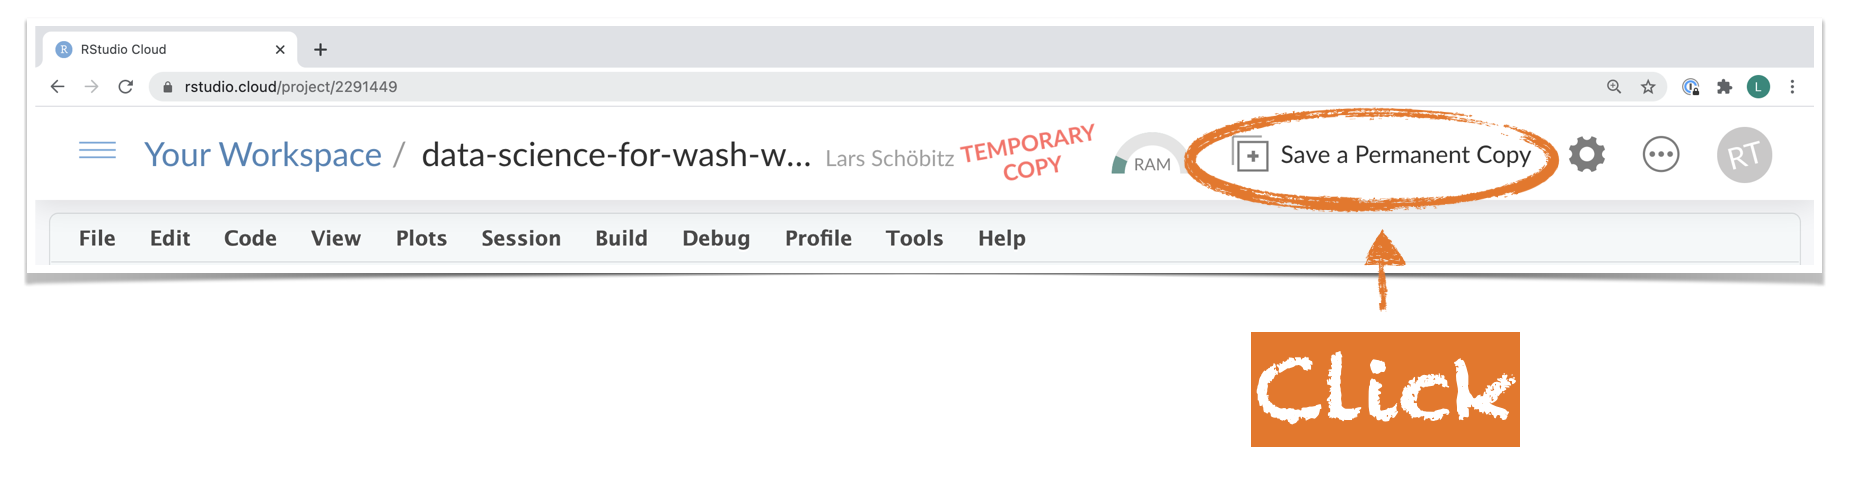 R RStudio Cloud
rstudio.cloud/project/2291449
L
Your Workspace / data-science-for-wash-w... Lars Schöbitz
TEMPORARY
COPY
RAM
Save a Permanent Copy
RT
File Edit Code View Plots Session Build Debug Profile Tools Help
Click